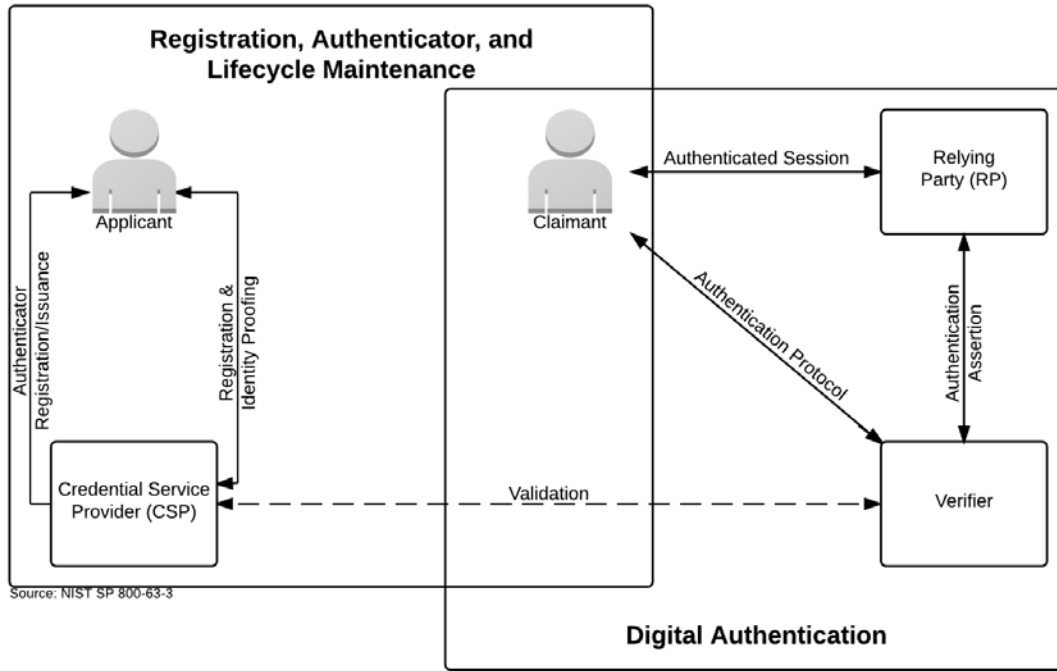 Registration, Authenticator, and
Lifecycle Maintenance
Applicant
Claimant
Authenticated Session
Relying
Party (RP)
Authenticator
Registration/Issuance
Registration &
Identity Proofing
Authentication Protocol
Authentication
Assertion
Credential Service
Provider (CSP)
Validation
Verifier
Source: NIST SP 800-63-3
Digital Authentication